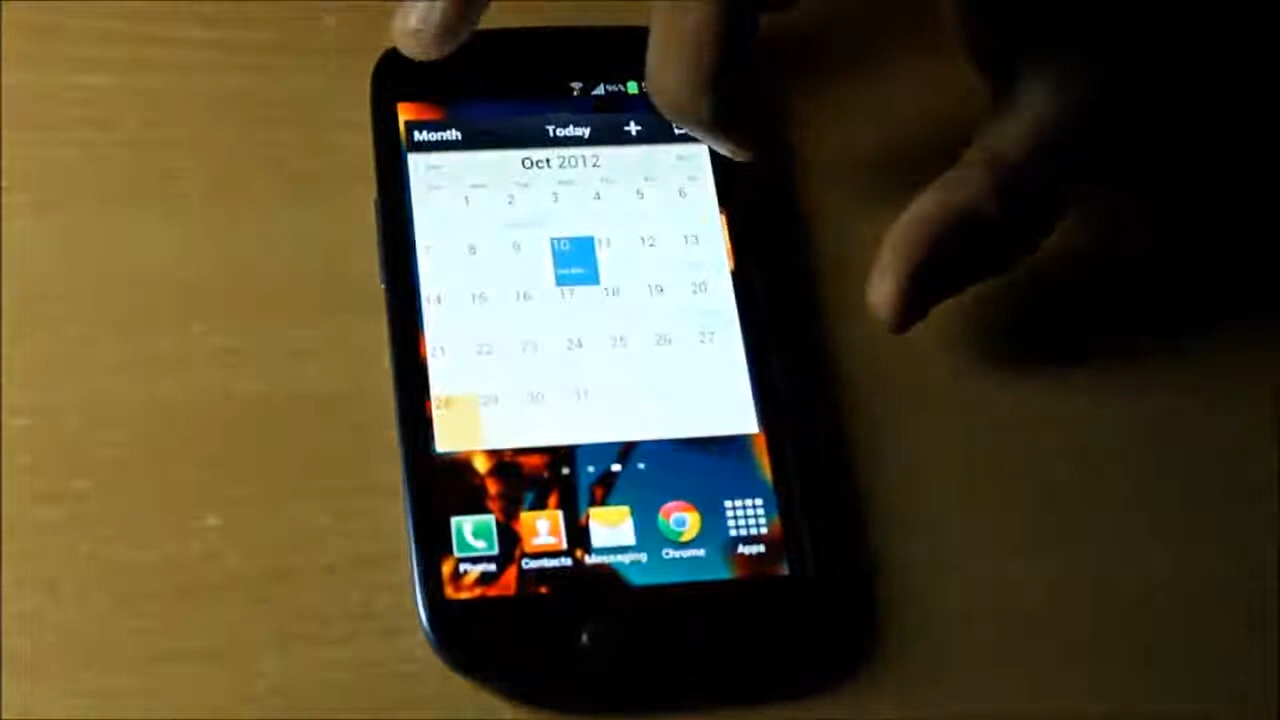 96%
Month Today +
Oct 2012
1 2 3 4 5 6
7 8 9 10 11 12 13
14 15 16 17 18 19 20
21 22 23 24 25 26 27
28 29 30 31
Phone Contacts Messaging Chrome Apps